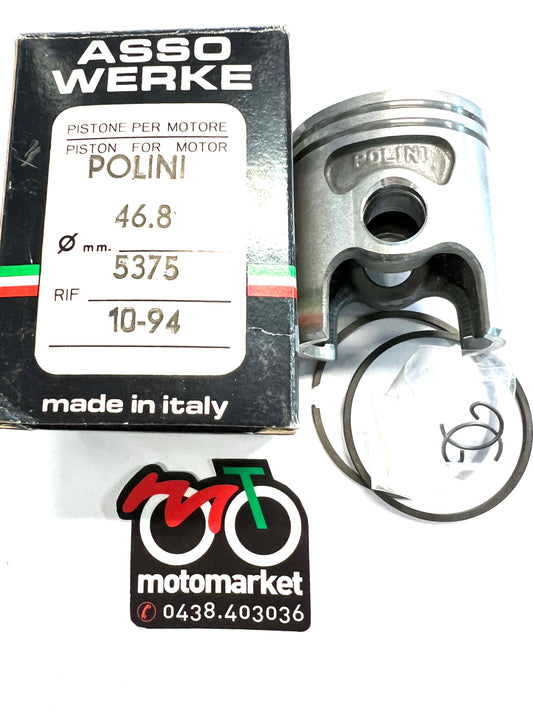 ASSO
WERKE
PISTONE PER MOTORE
PISTON FOR MOTOR
POLINI
46.8
Ø mm.
5375
RIF
10-94
made in italy
POLINI
MT
motomarket
0438.403036